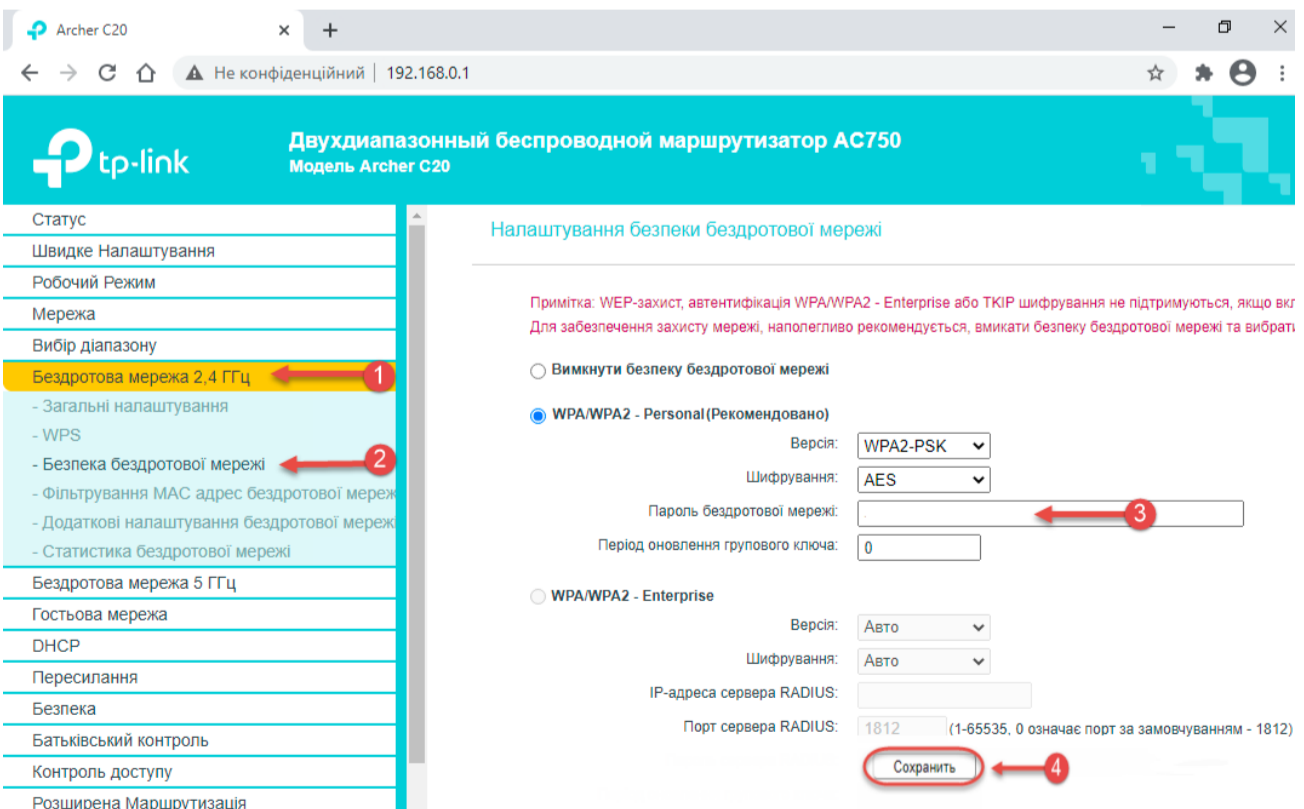 Archer C20
Не конфіденційний 192.168.0.1
tp-link
Двухдиапазонный беспроводной маршрутизатор AC750
Модель Archer C20
Статус
Швидке Налаштування
Робочий Режим
Мережа
Вибір діапазону
Бездротова мережа 2,4 ГГц
1
- Загальні налаштування
- WPS
- Безпека бездротової мережі
2
- Фільтрування MAC адрес бездротової мереж
- Додаткові налаштування бездротової мережі
- Статистика бездротової мережі
Бездротова мережа 5 ГГц
Гостьова мережа
DHCP
Пересилання
Безпека
Батьківський контроль
Контроль доступу
Розширена Маршрутизація
Налаштування безпеки бездротової мережі
Примітка: WEP-захист, автентифікація WPA/WPA2 - Enterprise або TKIP шифрування не підтримуються, якщо вкл
Для забезпечення захисту мережі, наполегливо рекомендується, вмикати безпеку бездротової мережі та вибрати
Вимкнути безпеку бездротової мережі
WPA/WPA2 - Personal(Рекомендовано)
Версія: WPA2-PSK
Шифрування: AES
Пароль бездротової мережі:
3
Період оновлення групового ключа: 0
WPA/WPA2 - Enterprise
Версія: Авто
Шифрування: Авто
IP-адреса сервера RADIUS:
Порт сервера RADIUS: 1812 (1-65535, 0 означає порт за замовчуванням - 1812)
Сохранить
4